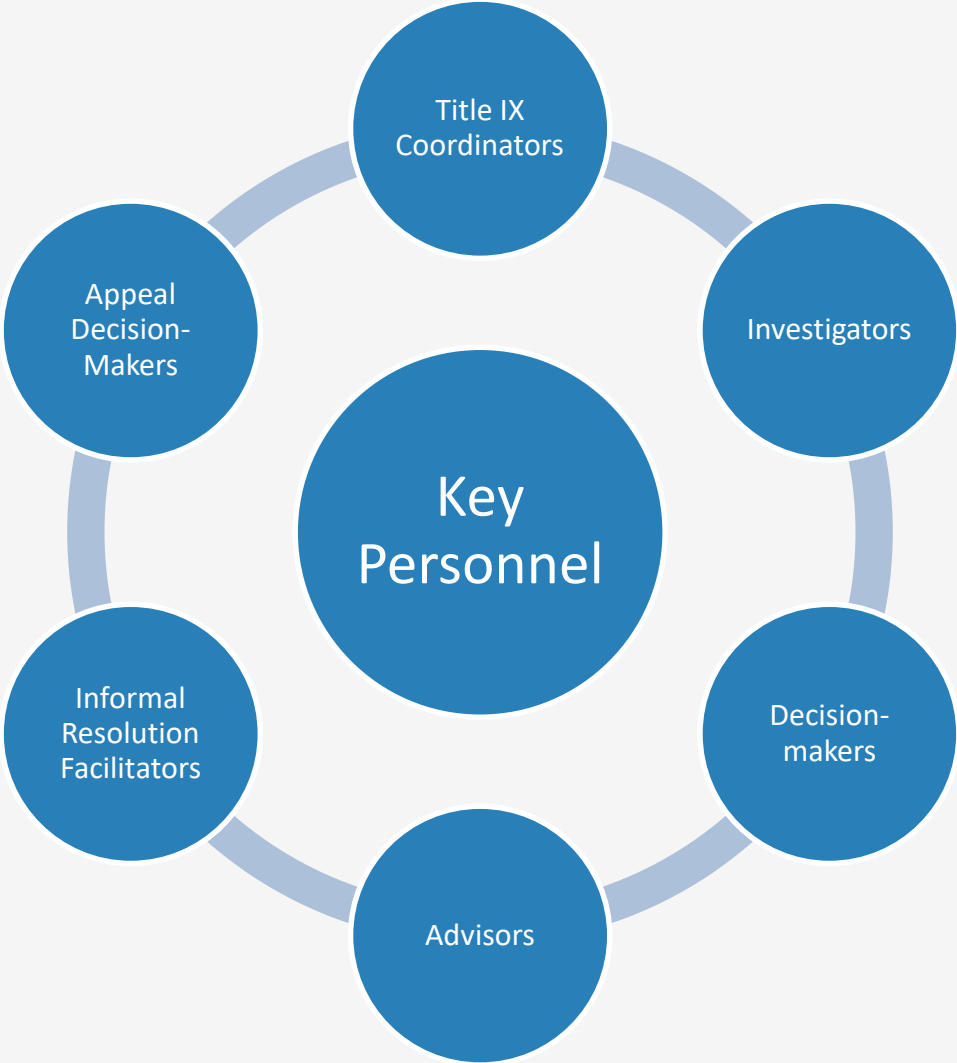 Title IX
Coordinators
Investigators
Decision-
makers
Advisors
Informal
Resolution
Facilitators
Appeal
Decision-
Makers
Key
Personnel